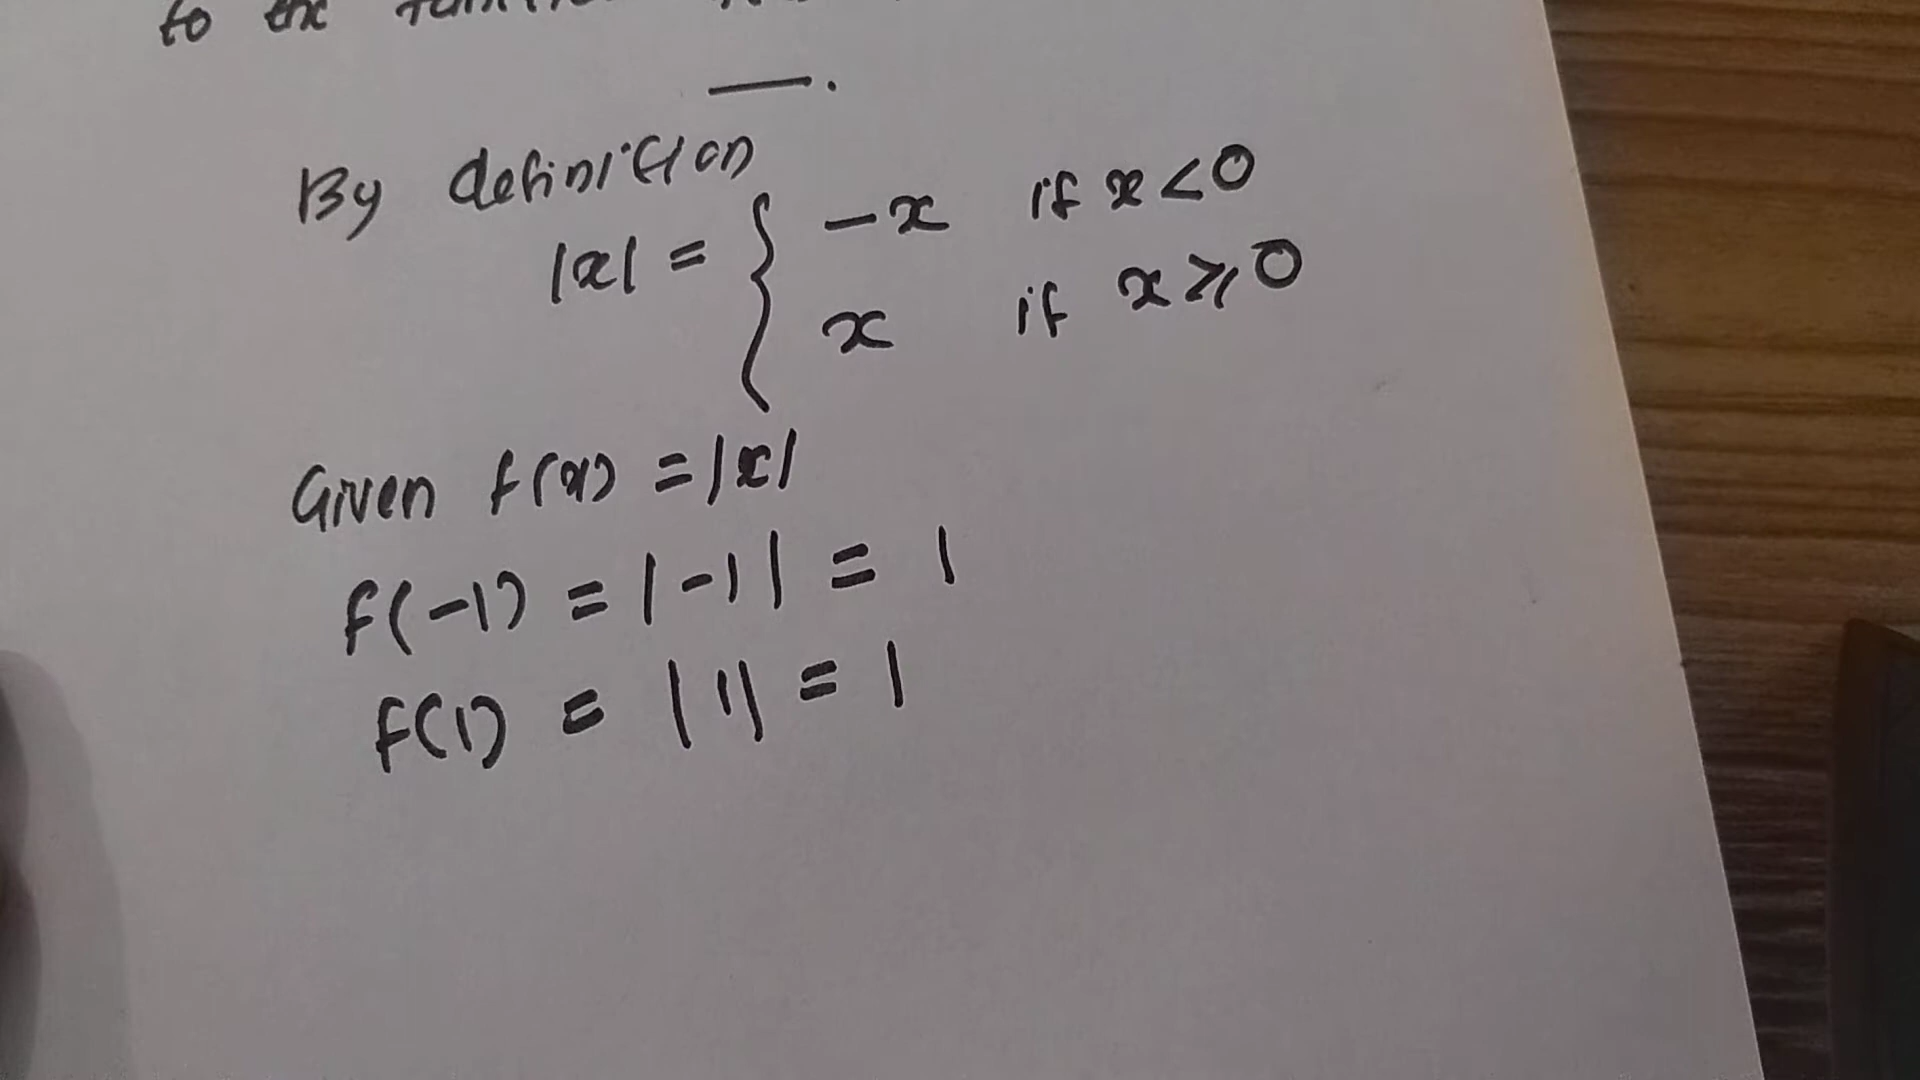 to the
By definition
|x| = { -x if x < 0
x if x ⩾ 0
Given f(x) = |x|
f(-1) = |-1| = 1
f(1) = |1| = 1